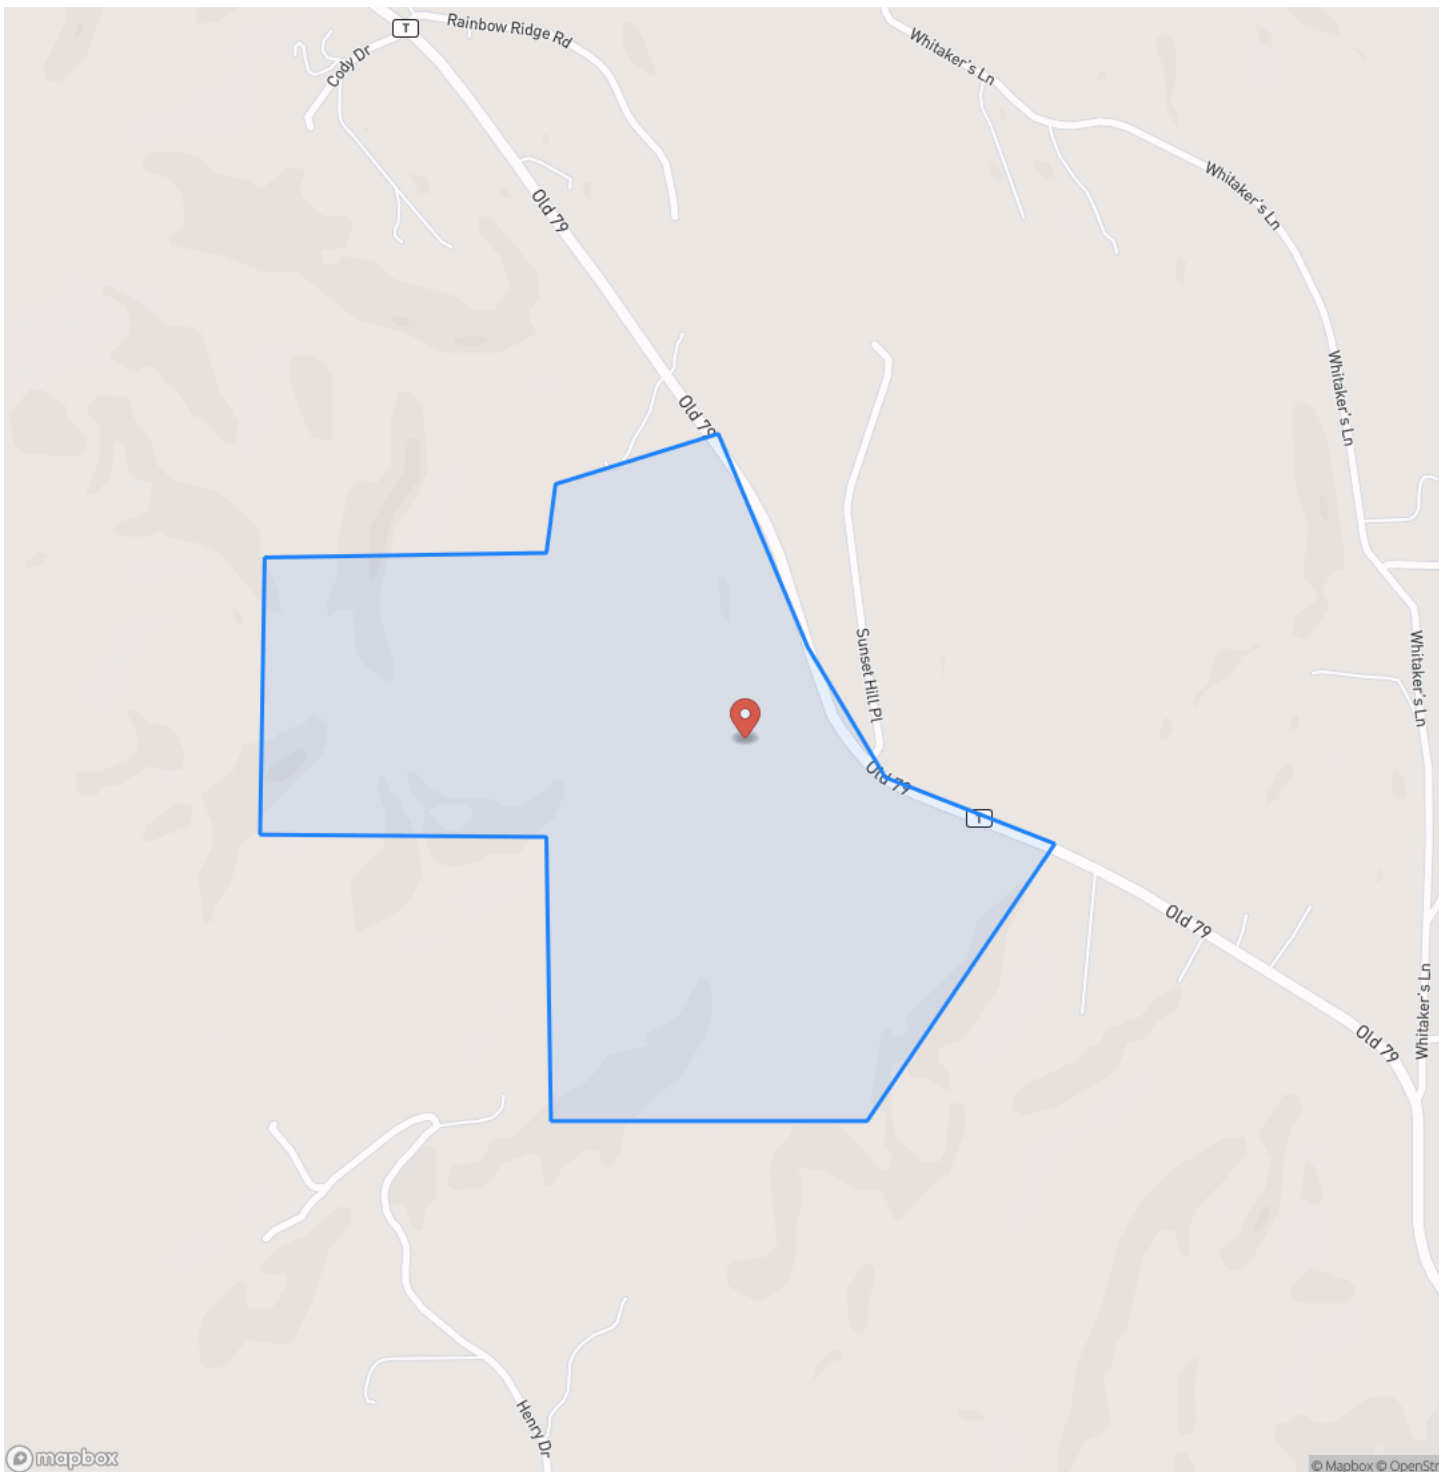 T
Rainbow Ridge Rd
Cody Dr
Whitaker's Ln
Old 79
Whitaker's Ln
Whitaker's Ln
Old 79
Sunset Hill Pl
Whitaker's Ln
Old 79
T
Old 79
Whitaker's Ln
Old 79
Henry Dr
mapbox
© Mapbox © OpenStr